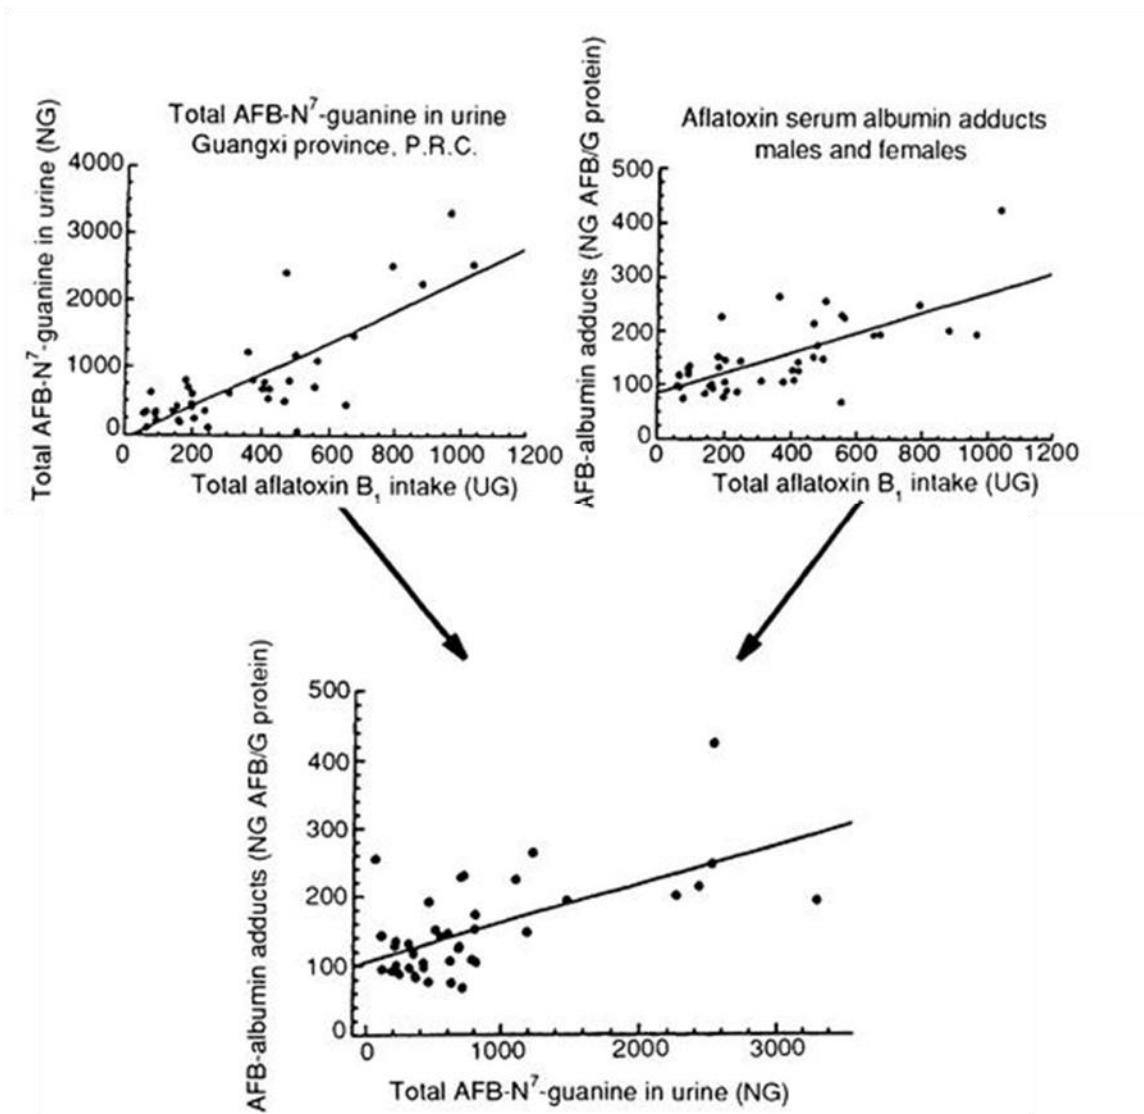 Total AFB-N7-guanine in urine
Guangxi province, P.R.C.
Total AFB-N7-guanine in urine (NG)
4000
3000
2000
1000
0
0 200 400 600 800 1000 1200
Total aflatoxin B1 intake (UG)
Aflatoxin serum albumin adducts
males and females
AFB-albumin adducts (NG AFB/G protein)
500
400
300
200
100
0
0 200 400 600 800 1000 1200
Total aflatoxin B1 intake (UG)
AFB-albumin adducts (NG AFB/G protein)
500
400
300
200
100
0
0 1000 2000 3000
Total AFB-N7-guanine in urine (NG)